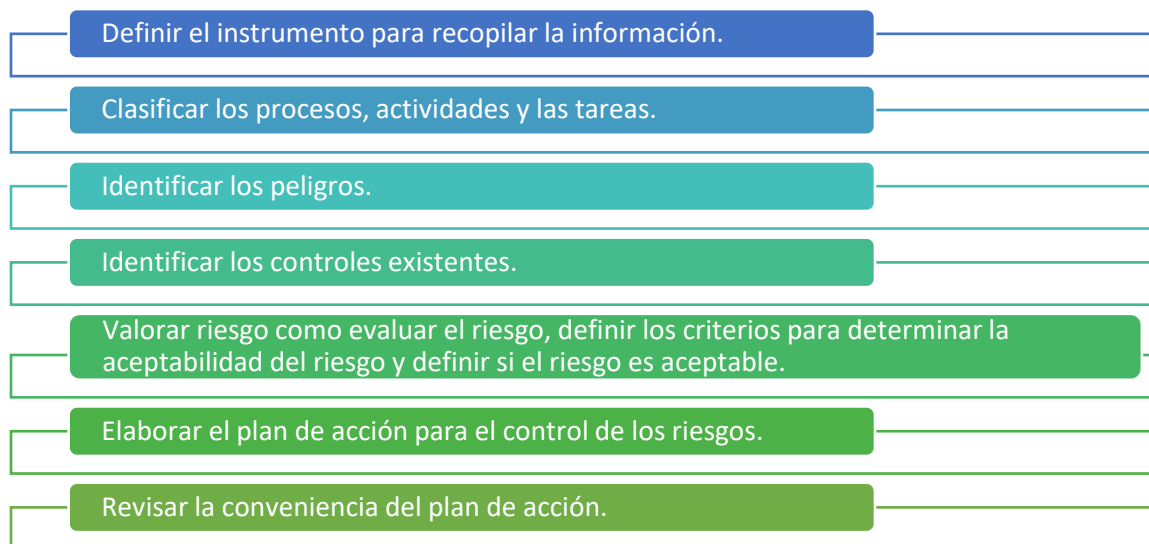 Definir el instrumento para recopilar la información.
Clasificar los procesos, actividades y las tareas.
Identificar los peligros.
Identificar los controles existentes.
Valorar riesgo como evaluar el riesgo, definir los criterios para determinar la
aceptabilidad del riesgo y definir si el riesgo es aceptable.
Elaborar el plan de acción para el control de los riesgos.
Revisar la conveniencia del plan de acción.